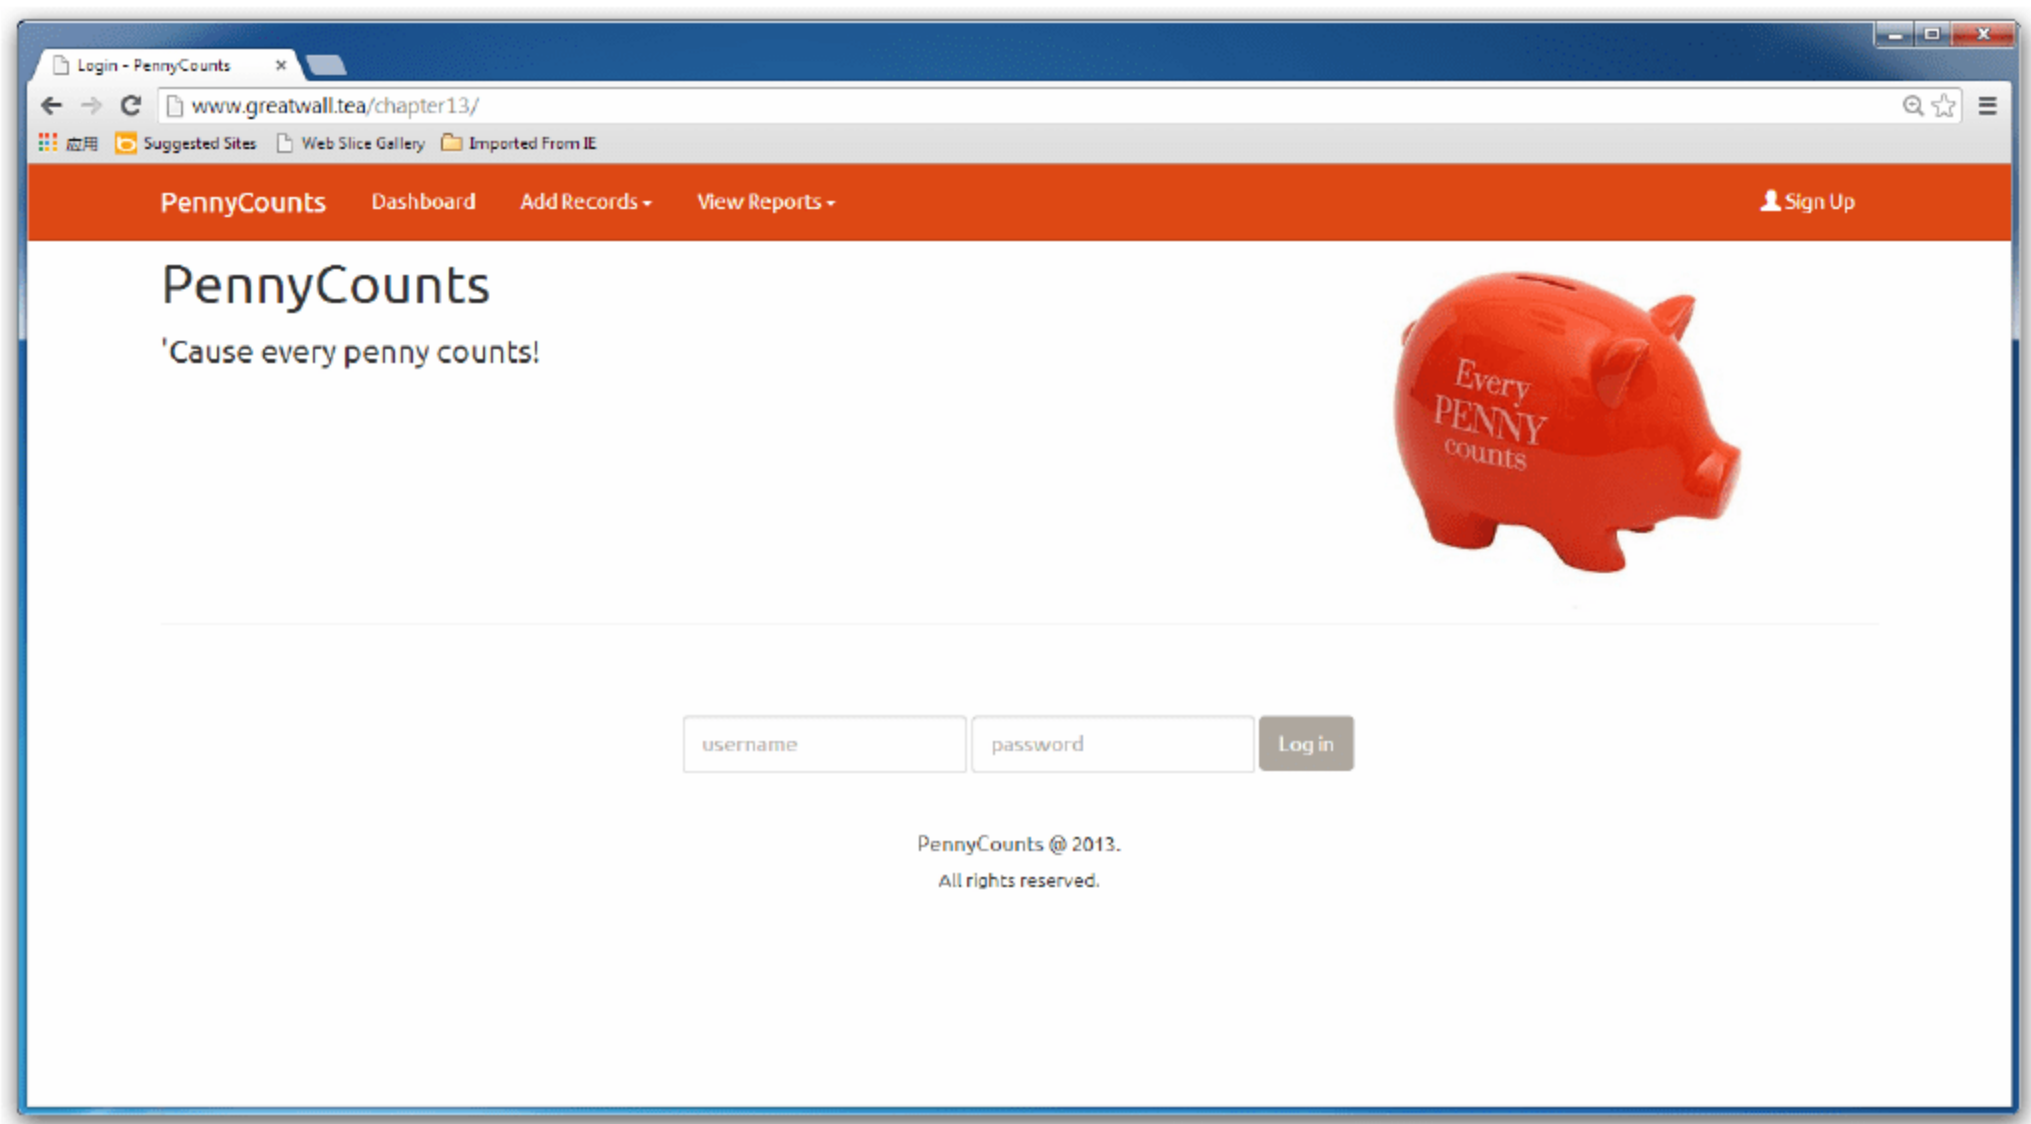 Login - PennyCounts
www.greatwall.tea/chapter13/
应用 Suggested Sites Web Slice Gallery Imported From IE
PennyCounts Dashboard Add Records View Reports Sign Up
PennyCounts
'Cause every penny counts!
Every
PENNY
counts
username password Log in
PennyCounts @ 2013.
All rights reserved.